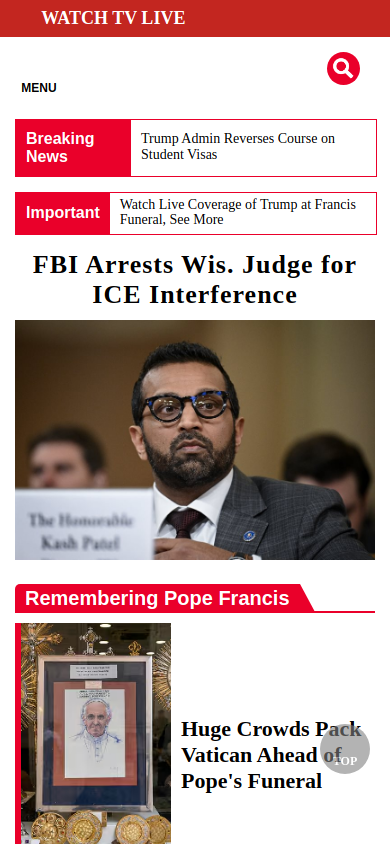 WATCH TV LIVE
MENU
Breaking
News
Trump Admin Reverses Course on
Student Visas
Important
Watch Live Coverage of Trump at Francis
Funeral, See More
FBI Arrests Wis. Judge for
ICE Interference
The Honorable
Kash Patel
Remembering Pope Francis
Huge Crowds Pack
Vatican Ahead of
Pope's Funeral
TOP